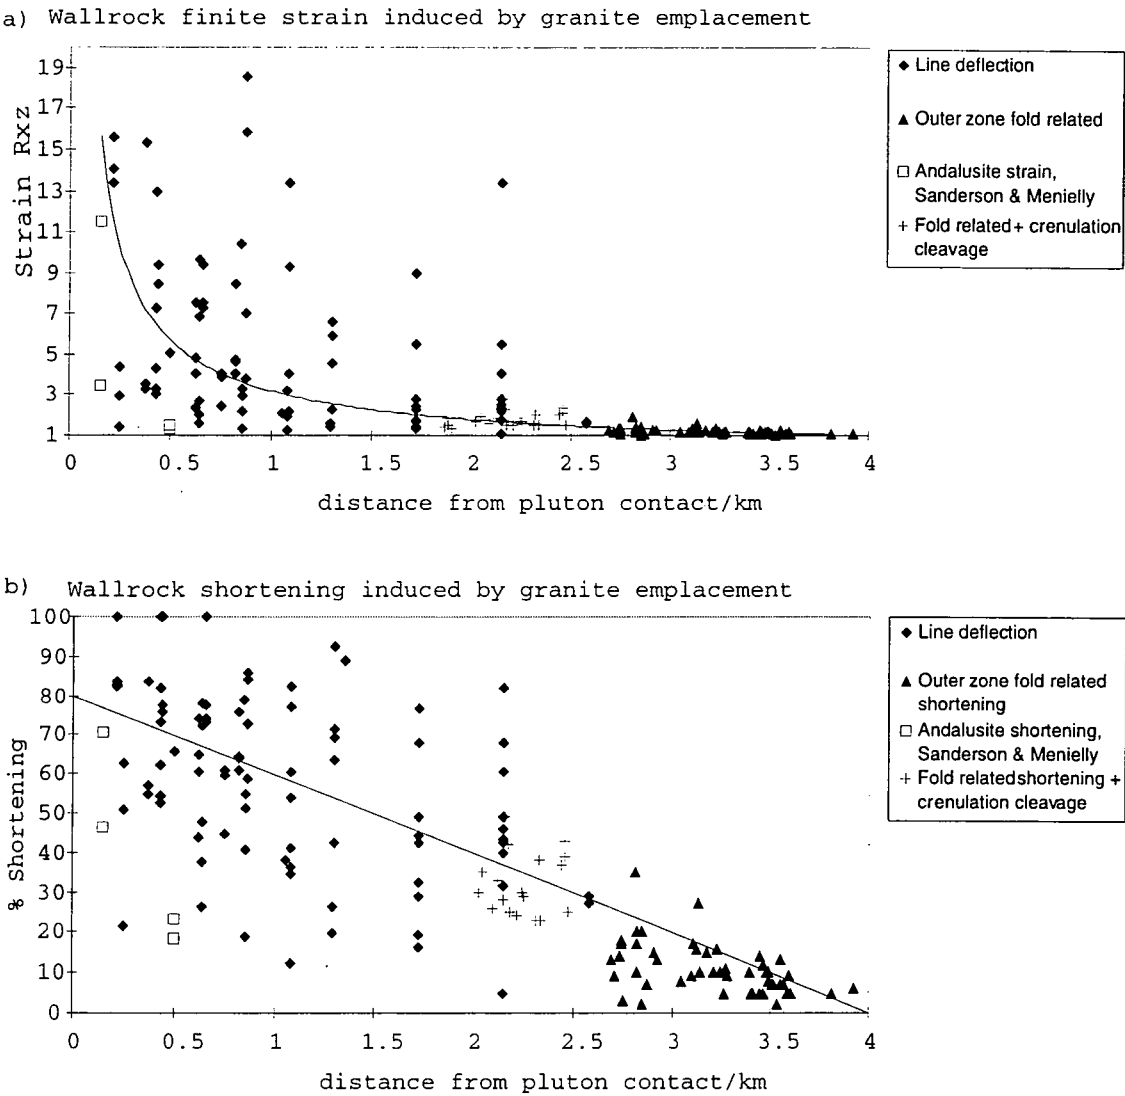 a) Wallrock finite strain induced by granite emplacement
Strain Rxz
19
17
15
13
11
9
7
5
3
1
0 0.5 1 1.5 2 2.5 3 3.5 4
distance from pluton contact/km
Line deflection
Outer zone fold related
Andalusite strain,
Sanderson & Menielly
Fold related + crenulation
cleavage
b) Wallrock shortening induced by granite emplacement
% Shortening
100
90
80
70
60
50
40
30
20
10
0
0 0.5 1 1.5 2 2.5 3 3.5 4
distance from pluton contact/km
Line deflection
Outer zone fold related
shortening
Andalusite shortening,
Sanderson & Menielly
Fold related shortening +
crenulation cleavage